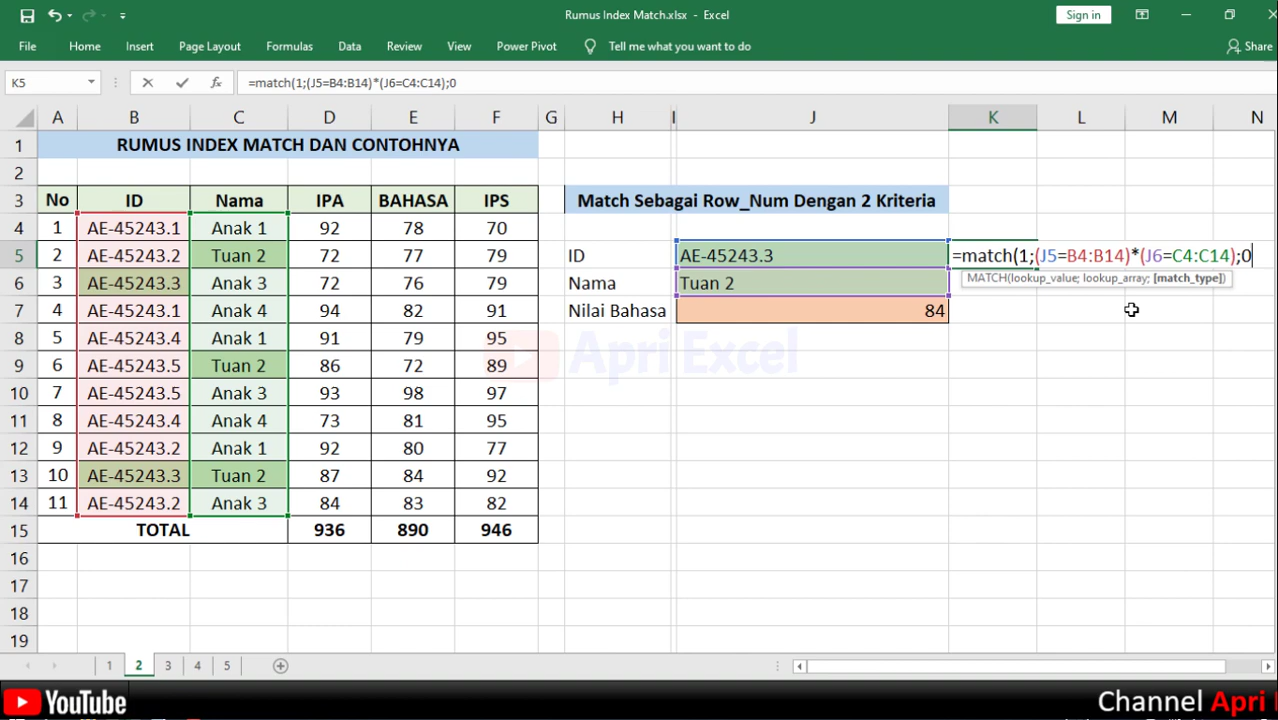 Rumus Index Match.xlsx - Excel
Sign in
File Home Insert Formulas Page Layout Data Review View Power Pivot Tell me what you want to do Share
K5 fx =match(1;(J5=B4:B14)*(J6=C4:C14);0
A B C D E F G H I J K L M N
1 RUMUS INDEX MATCH DAN CONTOHNYA
2
3 No ID Nama IPA BAHASA IPS Match Sebagai Row_Num Dengan 2 Kriteria
4 1 AE-45243.1 Anak 1 92 78 70
5 2 AE-45243.2 Tuan 2 72 77 79 ID AE-45243.3 =match(1;(J5=B4:B14)*(J6=C4:C14);0
6 3 AE-45243.3 Anak 3 72 76 79 Nama Tuan 2 MATCH(lookup_value; lookup_array; [match_type])
7 4 AE-45243.1 Anak 4 94 82 91 Nilai Bahasa 84
8 5 AE-45243.4 Anak 1 91 79 95
9 6 AE-45243.5 Tuan 2 86 72 89 Apri Excel
10 7 AE-45243.5 Anak 3 93 98 97
11 8 AE-45243.4 Anak 4 73 81 95
12 9 AE-45243.2 Anak 1 92 80 77
13 10 AE-45243.3 Tuan 2 87 84 92
14 11 AE-45243.2 Anak 3 84 83 82
15 TOTAL 936 890 946
16
17
18
19
1 2 3 4 5
YouTube Channel Apri